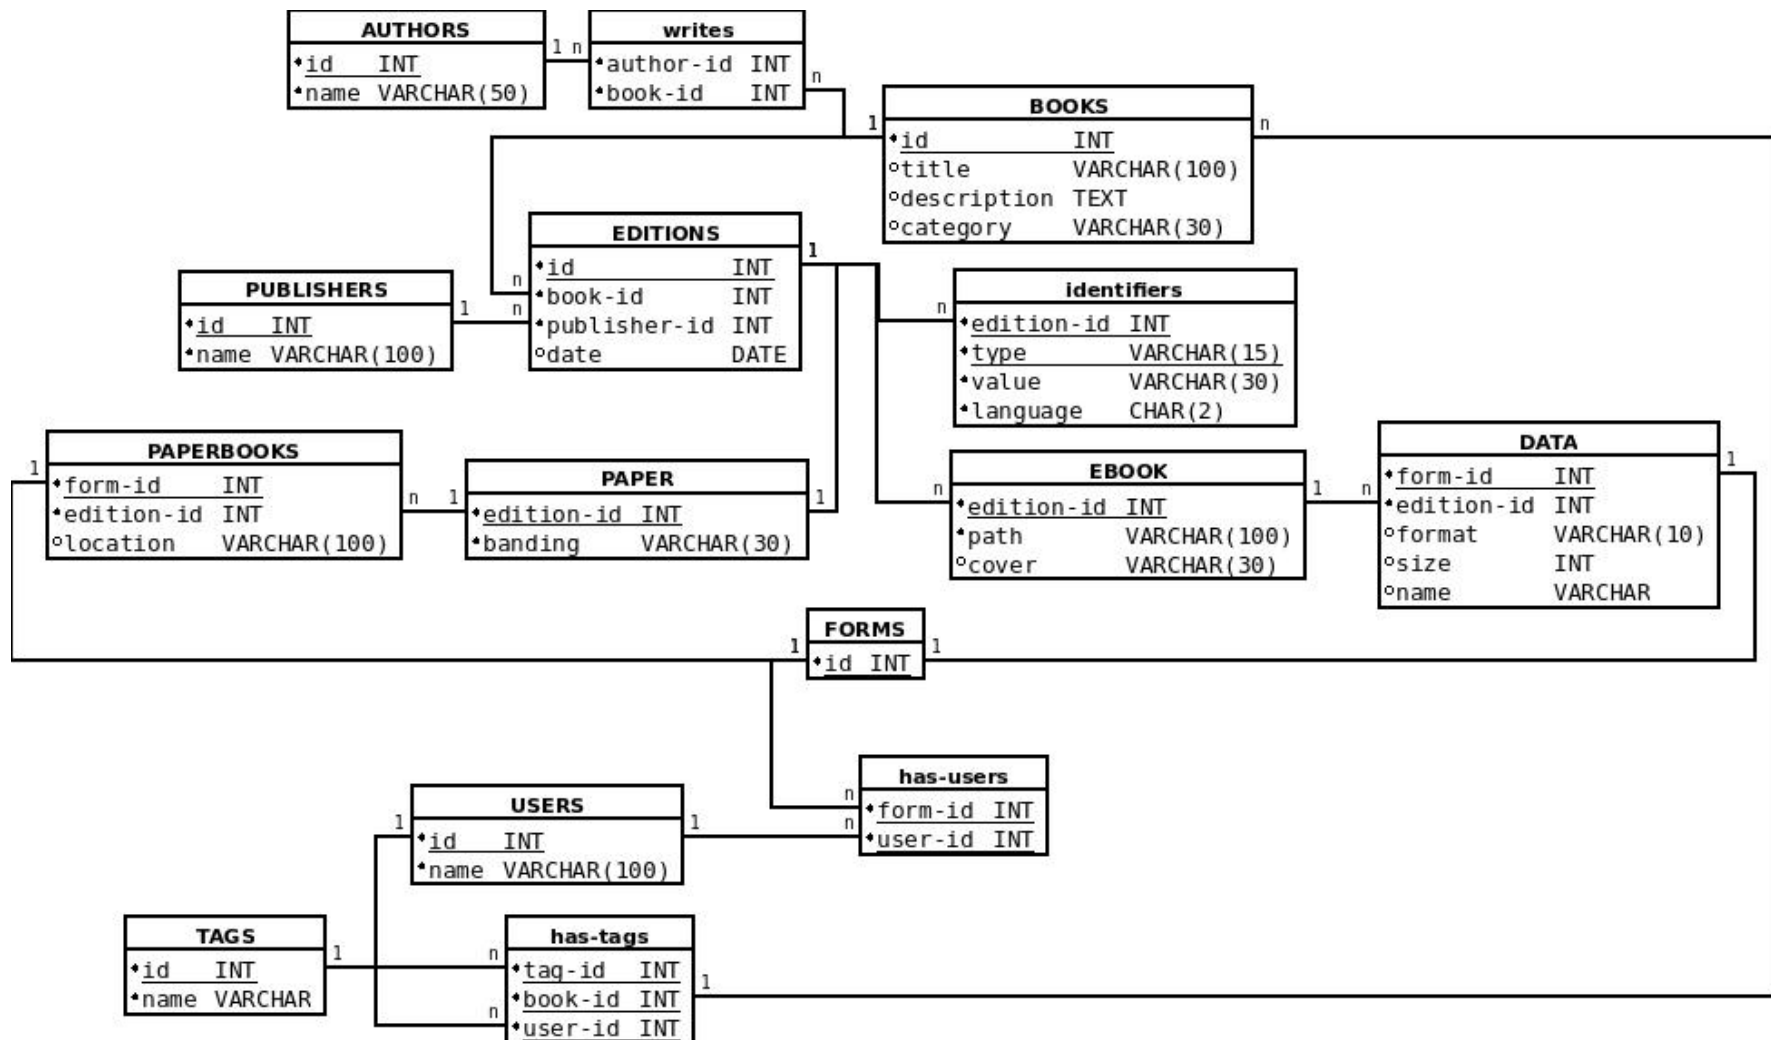 AUTHORS
id INT
name VARCHAR(50)
1 n
writes
author-id INT
book-id INT
n
1
BOOKS
id INT
title VARCHAR(100)
description TEXT
category VARCHAR(30)
n
EDITIONS
id INT
book-id INT
publisher-id INT
date DATE
1
n
n
PUBLISHERS
id INT
name VARCHAR(100)
1
n
identifiers
edition-id INT
type VARCHAR(15)
value VARCHAR(30)
language CHAR(2)
1
PAPERBOOKS
form-id INT
edition-id INT
location VARCHAR(100)
n 1
PAPER
edition-id INT
banding VARCHAR(30)
1
n
EBOOK
edition-id INT
path VARCHAR(100)
cover VARCHAR(30)
1 n
DATA
form-id INT
edition-id INT
format VARCHAR(10)
size INT
name VARCHAR
1
1
FORMS
id INT
1
n
n
has-users
form-id INT
user-id INT
1
USERS
id INT
name VARCHAR(100)
1
TAGS
id INT
name VARCHAR
1
n
n
has-tags
tag-id INT
book-id INT
user-id INT
1